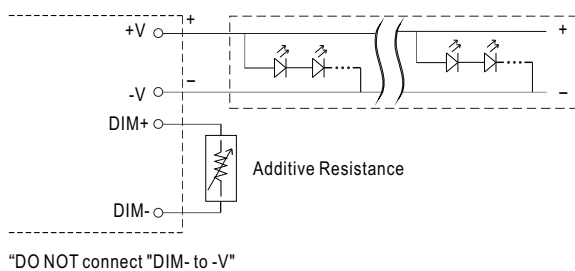 +V
+
+
-V
–
–
DIM+
Additive Resistance
DIM-
“DO NOT connect "DIM- to -V"